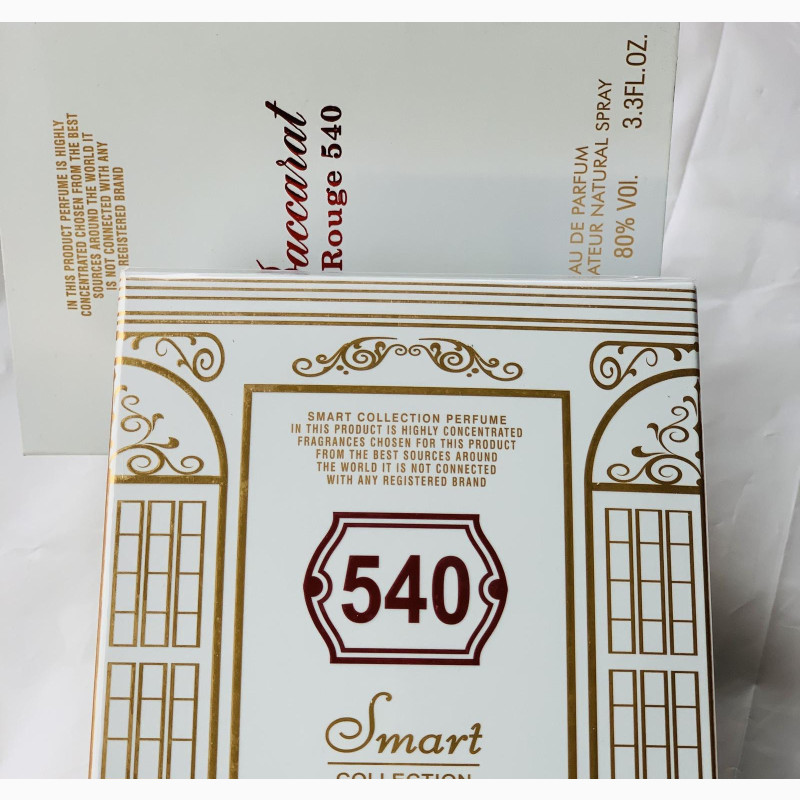 IN THIS PRODUCT PERFUME IS HIGHLY
CONCENTRATED CHOSEN FROM THE BEST
SOURCES AROUND THE WORLD IT
IS NOT CONNECTED WITH ANY
REGISTERED BRAND
Baccarat
Rouge 540
AU DE PARFUM
ATEUR NATURAL SPRAY
80% VOl. 3.3FL.OZ.
SMART COLLECTION PERFUME
IN THIS PRODUCT IS HIGHLY CONCENTRATED
FRAGRANCES CHOSEN FOR THIS PRODUCT
FROM THE BEST SOURCES AROUND
THE WORLD IT IS NOT CONNECTED
WITH ANY REGISTERED BRAND
540
Smart
COLLECTION